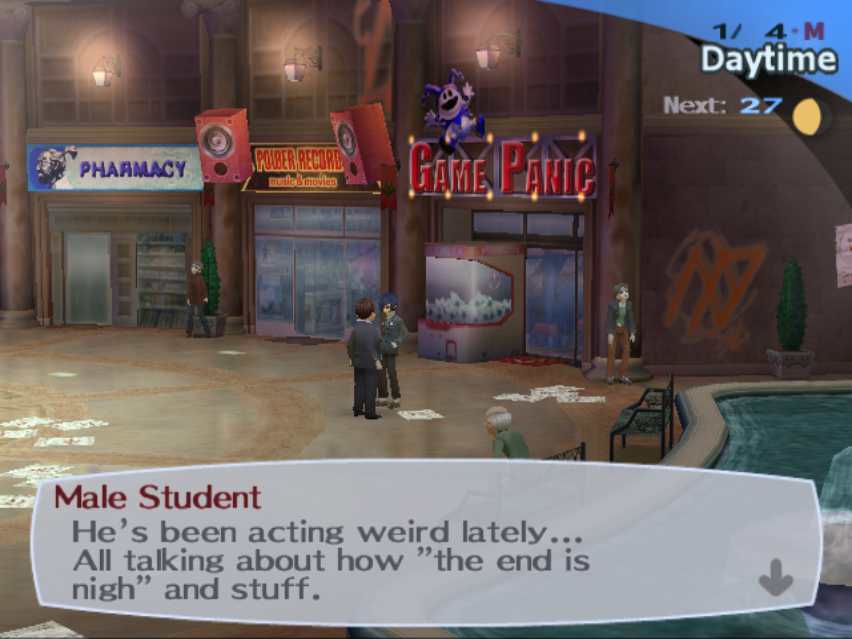 1/ 4・M
Daytime
Next: 27
PHARMACY
POWER RECORD
music & movies
GAME PANIC
Male Student
He's been acting weird lately...
All talking about how "the end is
nigh" and stuff.